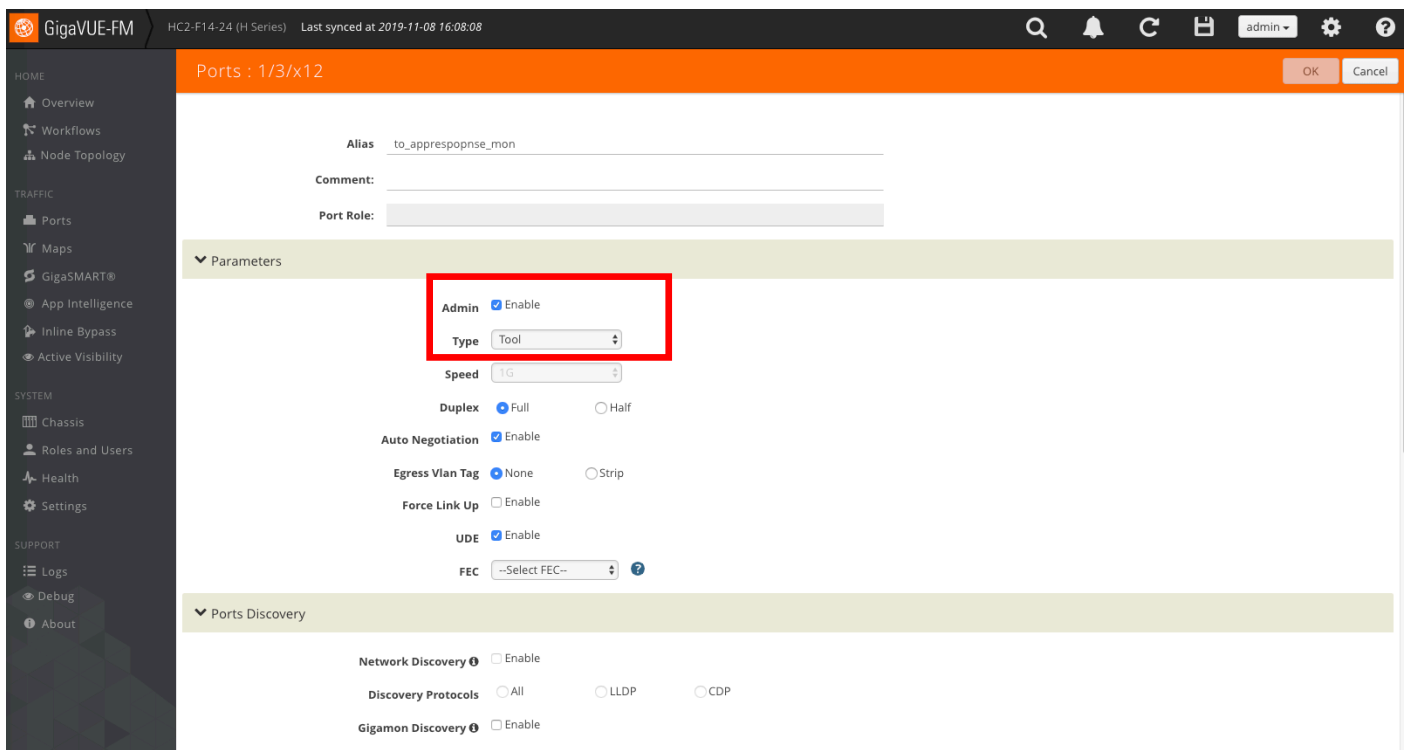 GigaVUE-FM HC2-F14-24 (H Series) Last synced at 2019-11-08 16:08:08 admin
Ports : 1/3/x12 OK Cancel
HOME
Overview
Workflows
Node Topology
TRAFFIC
Ports
Maps
GigaSMART®
App Intelligence
Inline Bypass
Active Visibility
SYSTEM
Chassis
Roles and Users
Health
Settings
SUPPORT
Logs
Debug
About
Alias to_apprespopnse_mon
Comment:
Port Role:
Parameters
Admin Enable
Type Tool
Speed 1G
Duplex Full Half
Auto Negotiation Enable
Egress Vlan Tag None Strip
Force Link Up Enable
UDE Enable
FEC --Select FEC-- ?
Ports Discovery
Network Discovery Enable
Discovery Protocols All LLDP CDP
Gigamon Discovery Enable